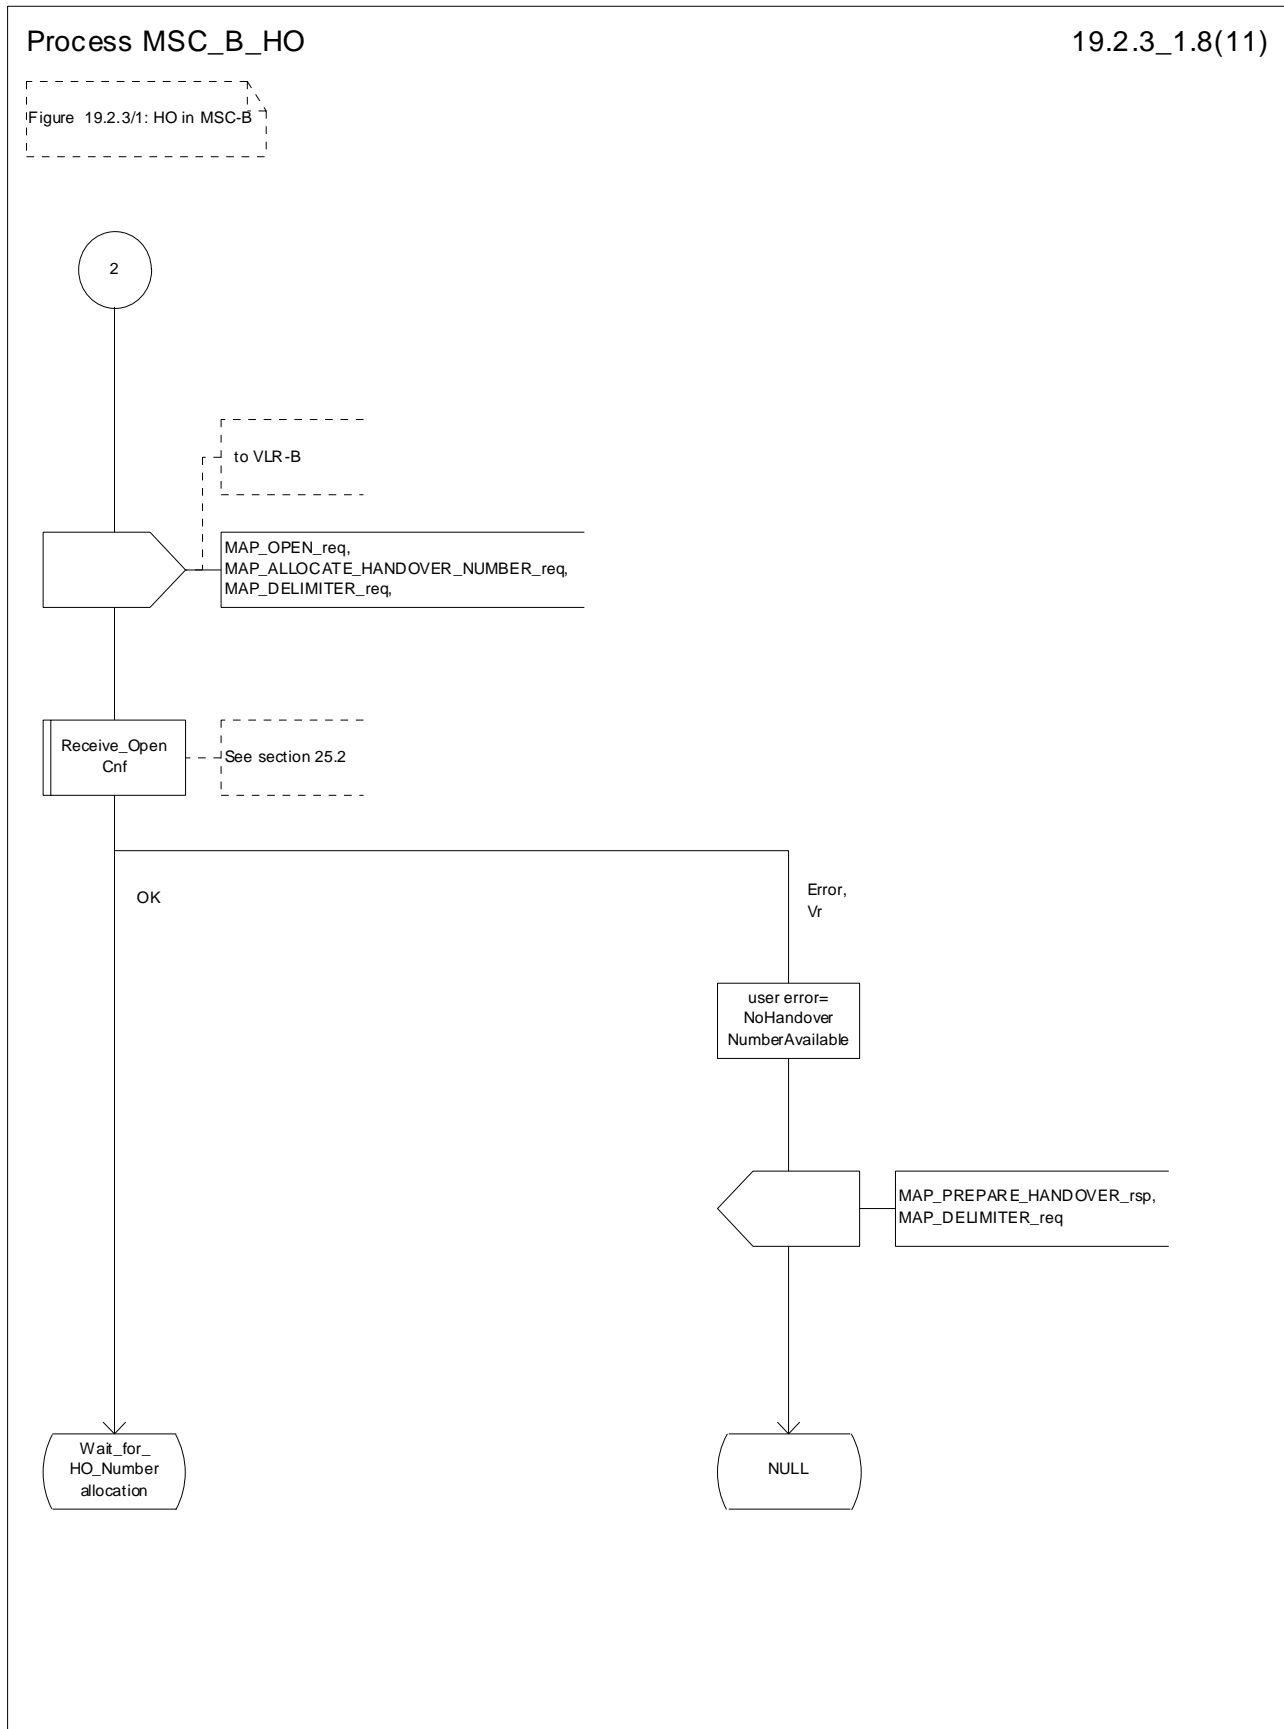 Process MSC_B_HO
19.2.3_1.8(11)
Figure 19.2.3/1: HO in MSC-B
2
to VLR-B
MAP_OPEN_req,
MAP_ALLOCATE_HANDOVER_NUMBER_req,
MAP_DELIMITER_req,
Receive_Open
Cnf
See section 25.2
OK
Error,
Vr
user error=
NoHandover
NumberAvailable
MAP_PREPARE_HANDOVER_rsp,
MAP_DELIMITER_req
Wait_for_
HO_Number
allocation
NULL